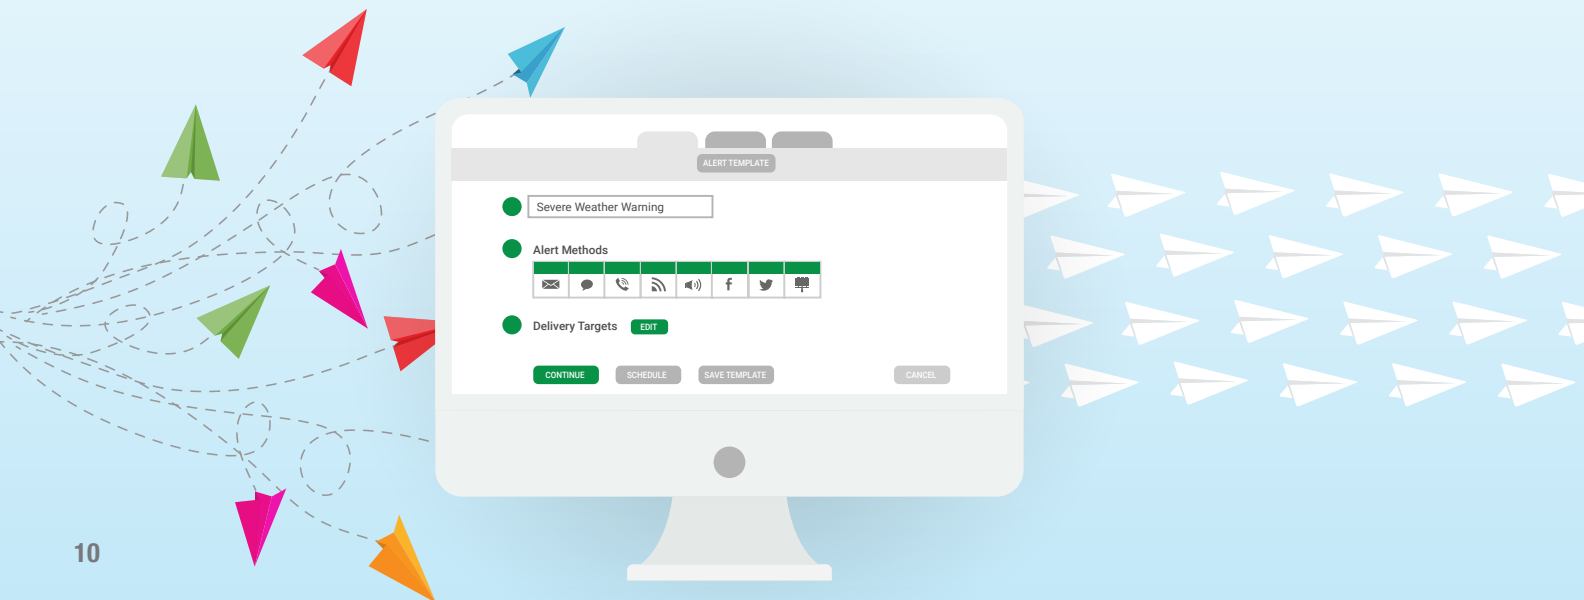 ALERT TEMPLATE
Severe Weather Warning
Alert Methods
Delivery Targets EDIT
CONTINUE SCHEDULE SAVE TEMPLATE CANCEL
10